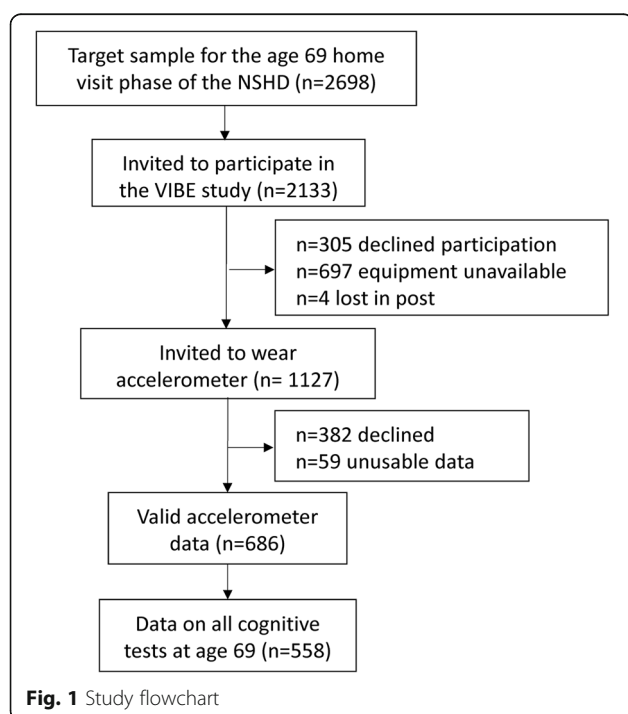 Target sample for the age 69 home
visit phase of the NSHD (n=2698)
Invited to participate in
the VIBE study (n=2133)
n=305 declined participation
n=697 equipment unavailable
n=4 lost in post
Invited to wear
accelerometer (n= 1127)
n=382 declined
n=59 unusable data
Valid accelerometer
data (n=686)
Data on all cognitive
tests at age 69 (n=558)
Fig. 1 Study flowchart